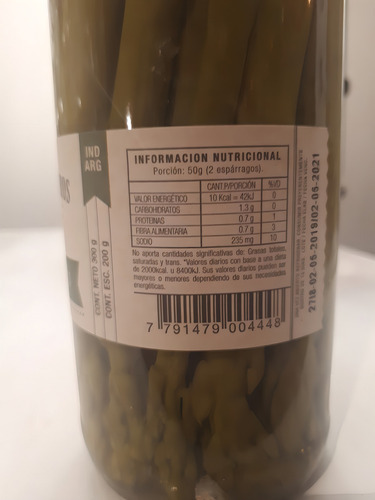 IND
ARG
CONT. NETO 300 g
CONT. ESC. 200 g
INFORMACION NUTRICIONAL
Porción: 50g (2 espárragos).
CANT.P/PORCIÓN %VD
VALOR ENERGÉTICO 10 Kcal = 42kJ 0
CARBOHIDRATOS 1.3 g 0
PROTEINAS 0.7 g 1
FIBRA ALIMENTARIA 0.7 g 3
SODIO 235 mg 10
No aporta cantidades significativas de: Grasas totales,
saturadas y trans. *Valores diarios con base a una dieta
de 2000kcal. u 8400kJ. Sus valores diarios pueden ser
mayores o menores dependiendo de sus necesidades
energéticas.
7 791479 004448
271B 02-05-2019/02-05-2021